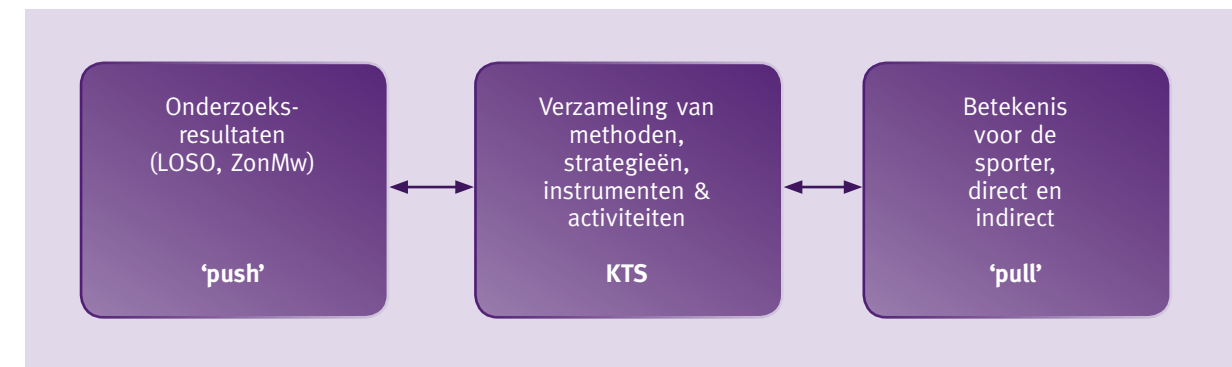 Onderzoeks-
resultaten
(LOSO, ZonMw)
‘push’
Verzameling van
methoden,
strategieën,
instrumenten &
activiteiten
KTS
Betekenis
voor de
sporter,
direct en
indirect
‘pull’